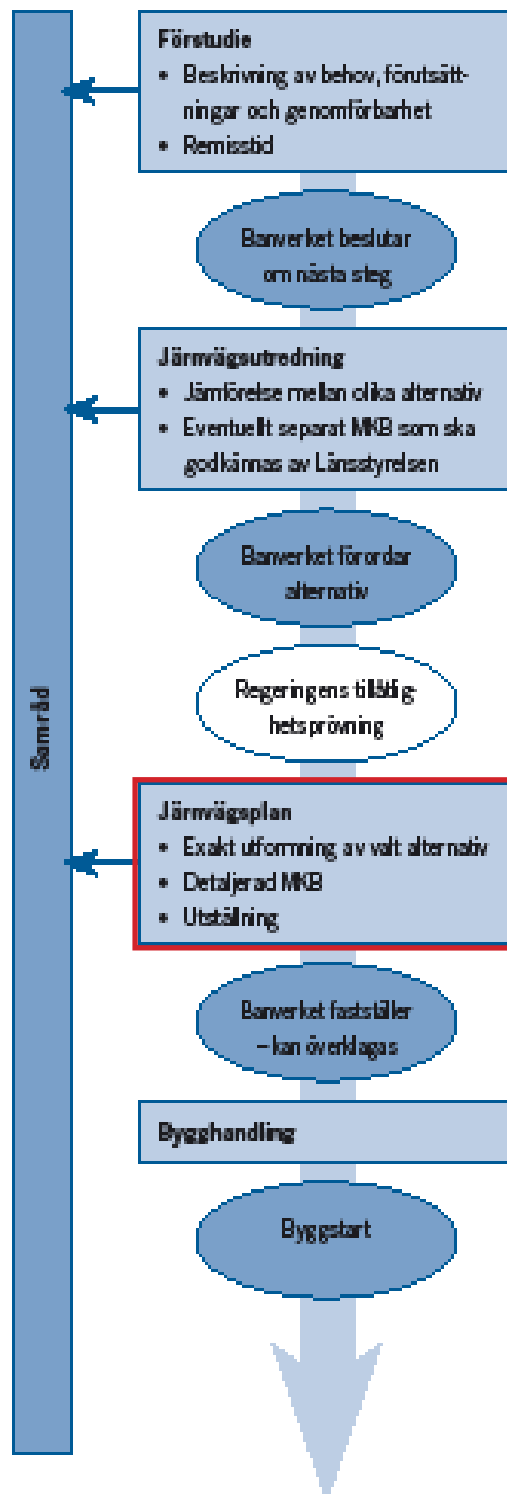 Förstudie
• Beskrivning av behov, förutsätt-
ningar och genomförbarhet
• Remisstid
Banverket beslutar
om nästa steg
Järnvägsutredning
• Jämförelse mellan olika alternativ
• Eventuellt separat MKB som ska
godkännas av Länsstyrelsen
Banverket förordar
alternativ
Regeringens tillåtlig-
hetsprövning
Samråd
Järnvägsplan
• Exakt utformning av valt alternativ
• Detaljerad MKB
• Utställning
Banverket fastställer
– kan överklagas
Bygghandling
Byggstart